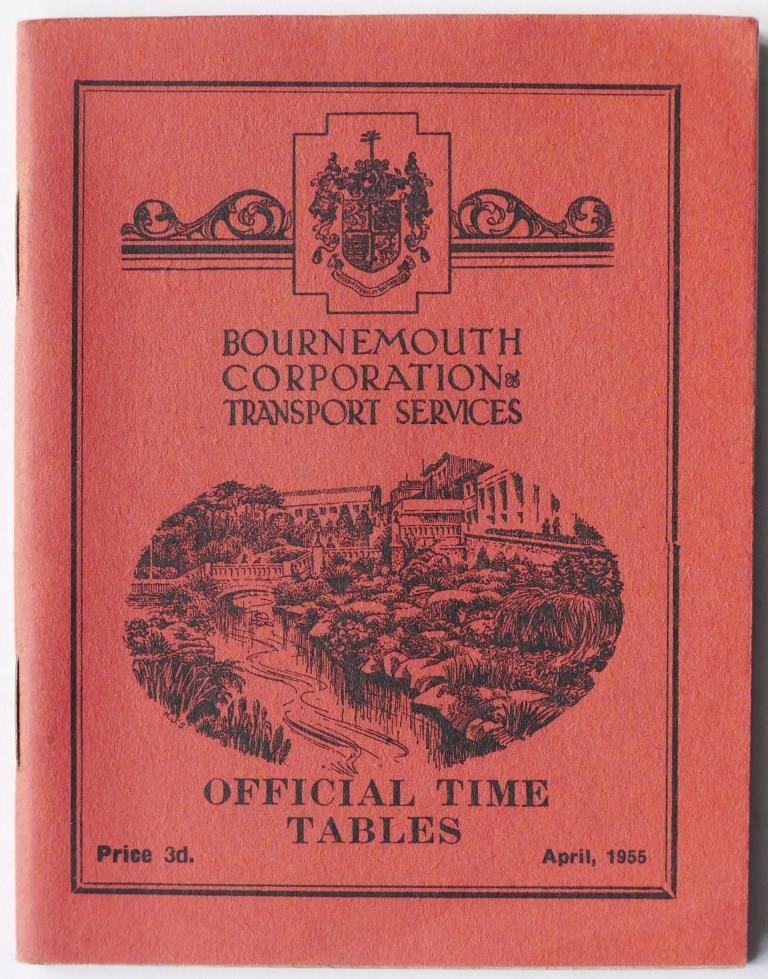 BOURNEMOUTH
CORPORATION
TRANSPORT SERVICES
OFFICIAL TIME
TABLES
Price 3d.
April, 1955